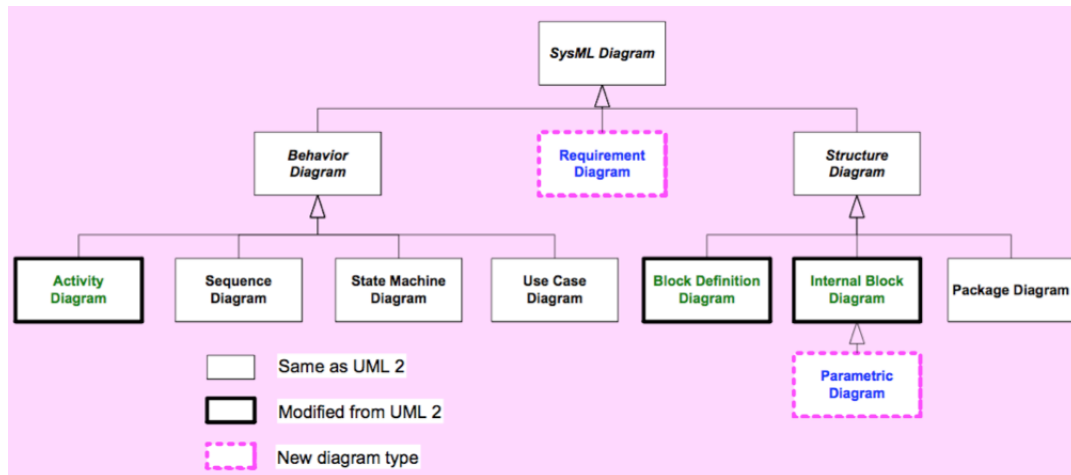 SysML Diagram
Behavior
Diagram
Requirement
Diagram
Structure
Diagram
Activity
Diagram
Sequence
Diagram
State Machine
Diagram
Use Case
Diagram
Block Definition
Diagram
Internal Block
Diagram
Package Diagram
Parametric
Diagram
Same as UML 2
Modified from UML 2
New diagram type